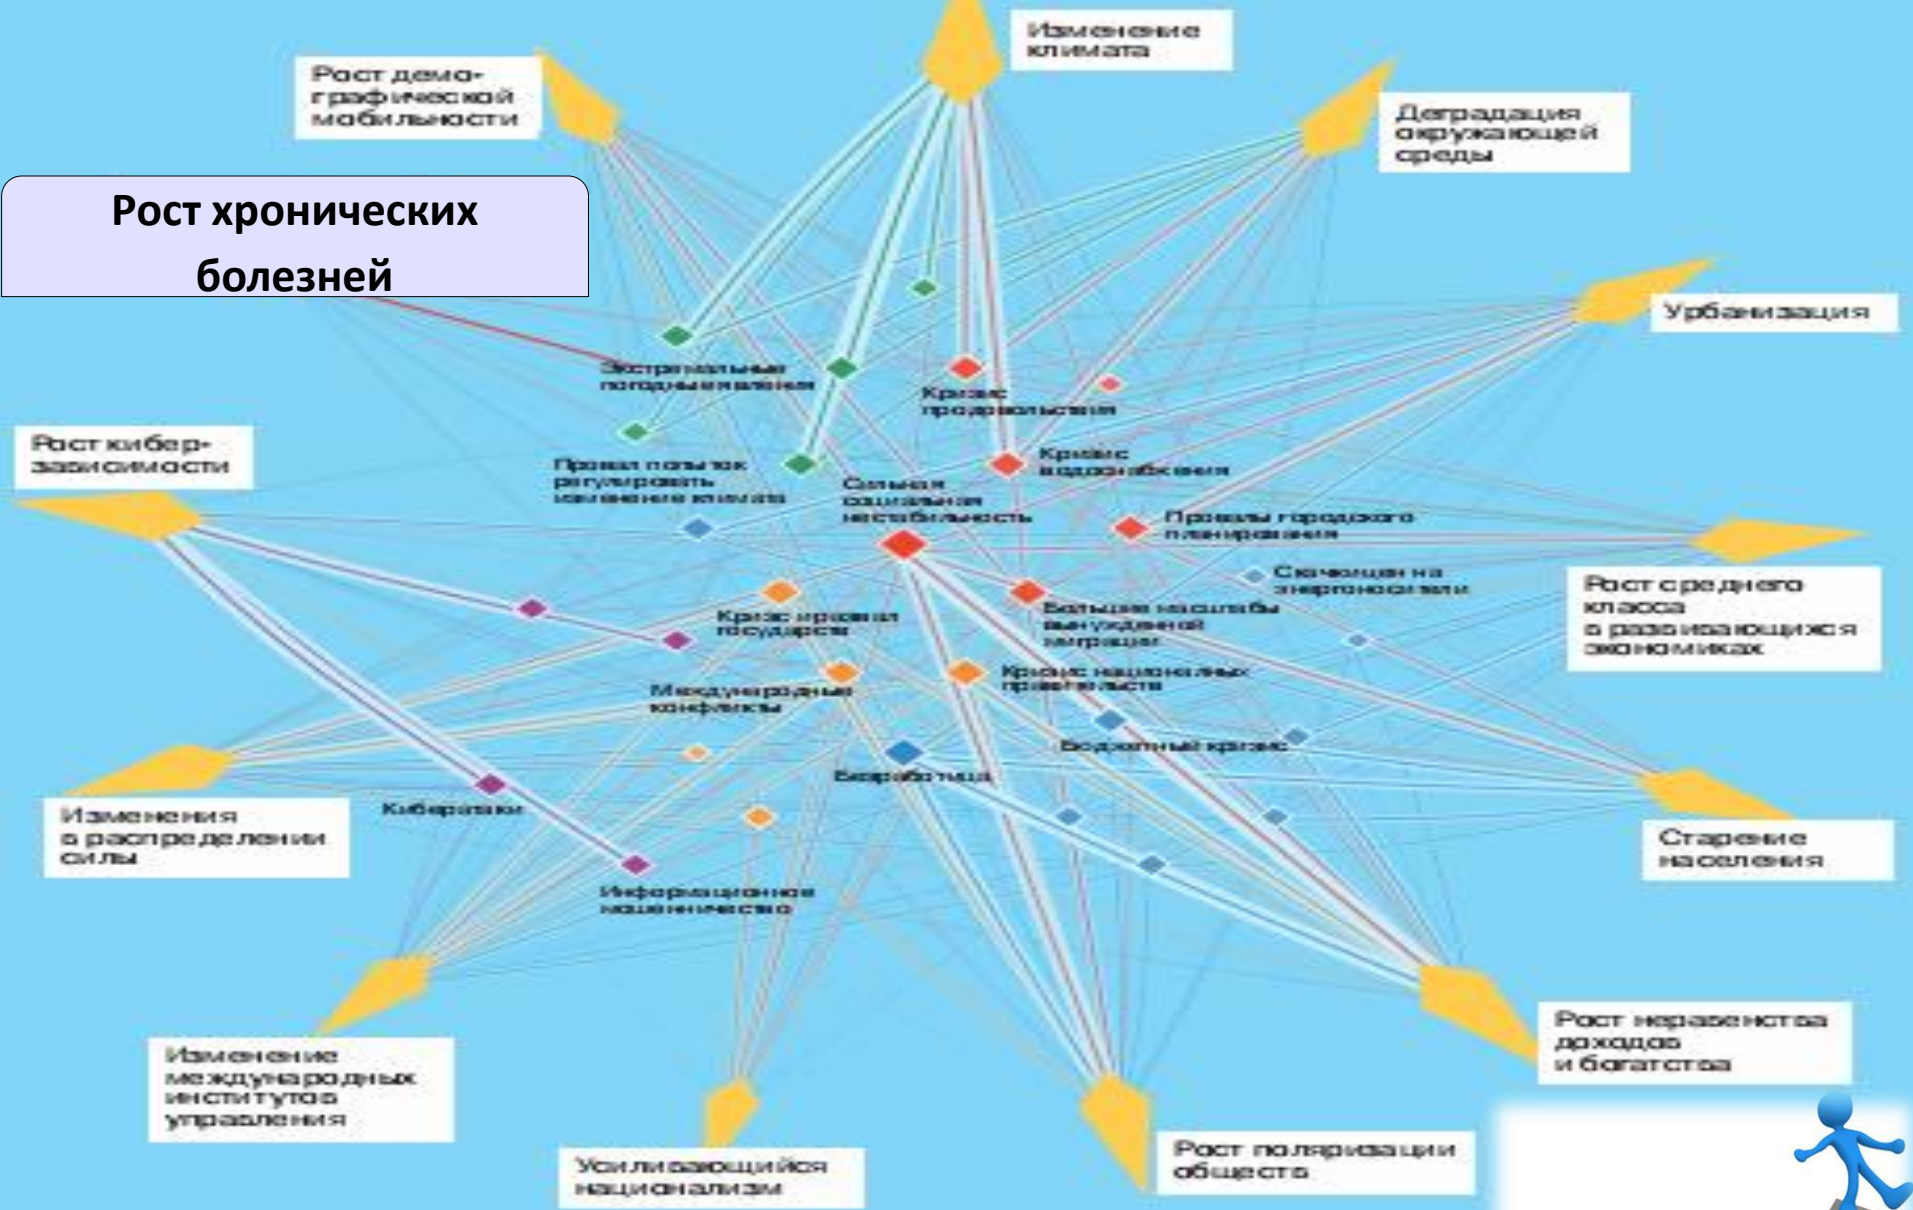 Изменение
климата
Рост демо-
графической
мобильности
Деградация
окружающей
среды
Рост хронических
болезней
Урбанизация
Экстремальные
погодные явления
Кризис
продовольствия
Рост кибер-
зависимости
Провал попыток
регулировать
изменение климата
Кризис
водоснабжения
Сильная
социальная
нестабильность
Провалы городского
планирования
Скачки цен на
энергоносители
Рост среднего
класса
в развивающихся
экономиках
Большие масштабы
вынужденной
миграции
Кризис и развал
государств
Кризис национальных
правительств
Международные
конфликты
Бюджетный кризис
Безработица
Кибератаки
Изменения
в распределении
силы
Старение
населения
Информационное
мошенничество
Рост неравенства
доходов
и богатства
Изменение
международных
институтов
управления
Усиливающийся
национализм
Рост поляризации
обществ